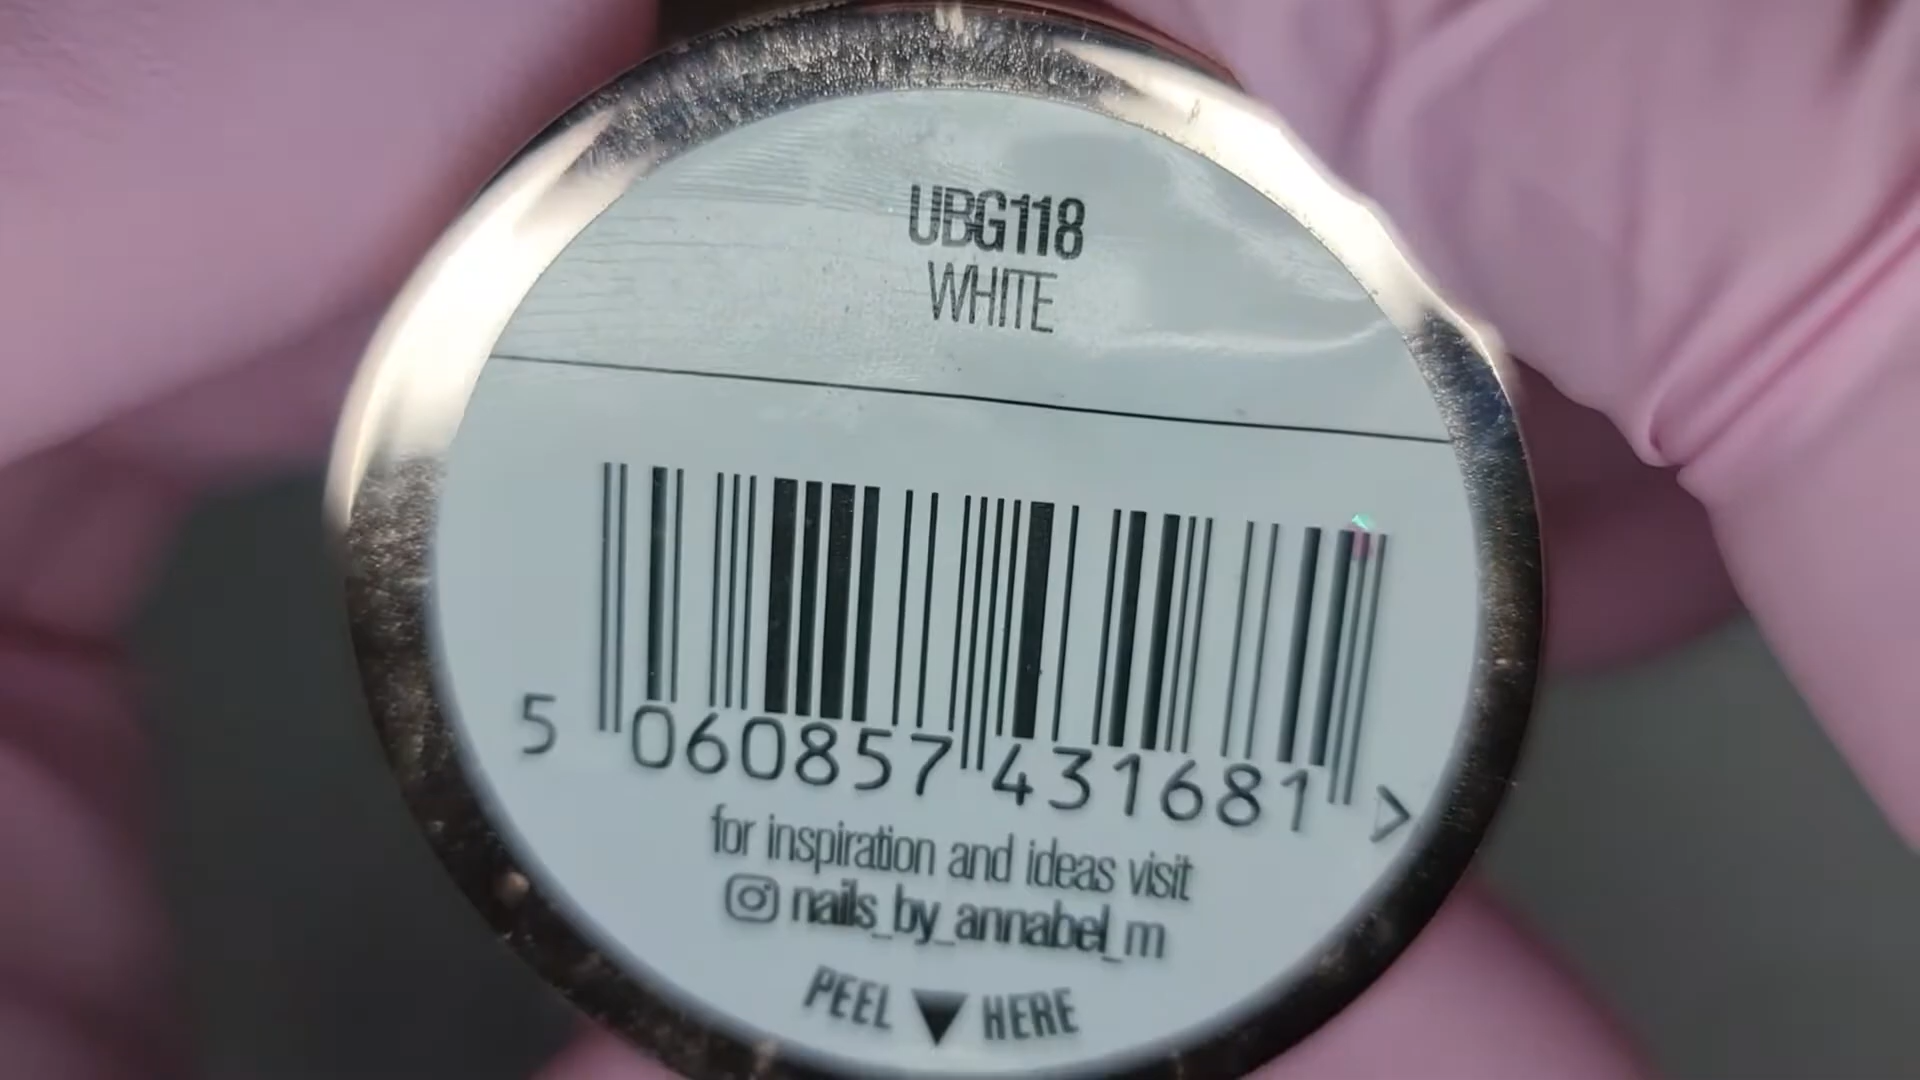 UBG118
WHITE
5 060857 431681 >
for inspiration and ideas visit
nails_by_annabel_m
PEEL ▼ HERE